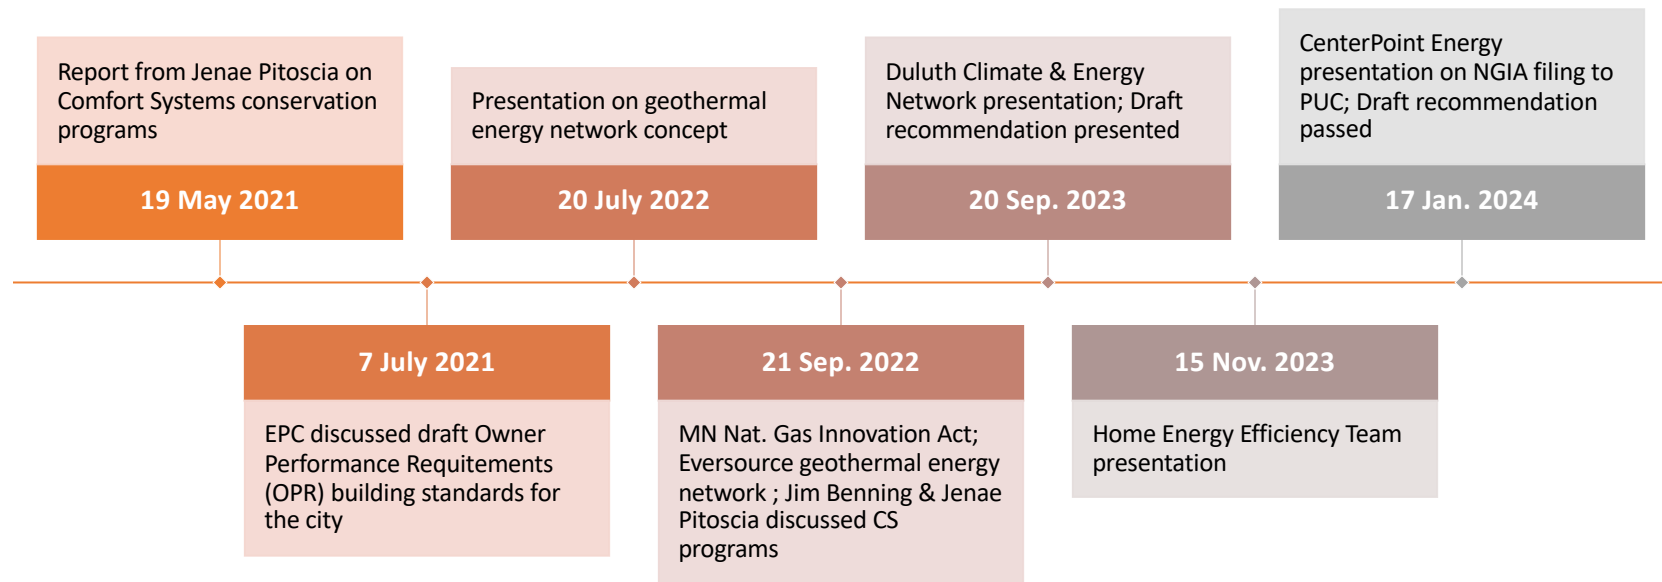 Report from Jenae Pitoscia on
Comfort Systems conservation
programs
19 May 2021
7 July 2021
EPC discussed draft Owner
Performance Requitements
(OPR) building standards for
the city
Presentation on geothermal
energy network concept
20 July 2022
21 Sep. 2022
MN Nat. Gas Innovation Act;
Eversource geothermal energy
network ; Jim Benning & Jenae
Pitoscia discussed CS
programs
Duluth Climate & Energy
Network presentation; Draft
recommendation presented
20 Sep. 2023
15 Nov. 2023
Home Energy Efficiency Team
presentation
CenterPoint Energy
presentation on NGIA filing to
PUC; Draft recommendation
passed
17 Jan. 2024